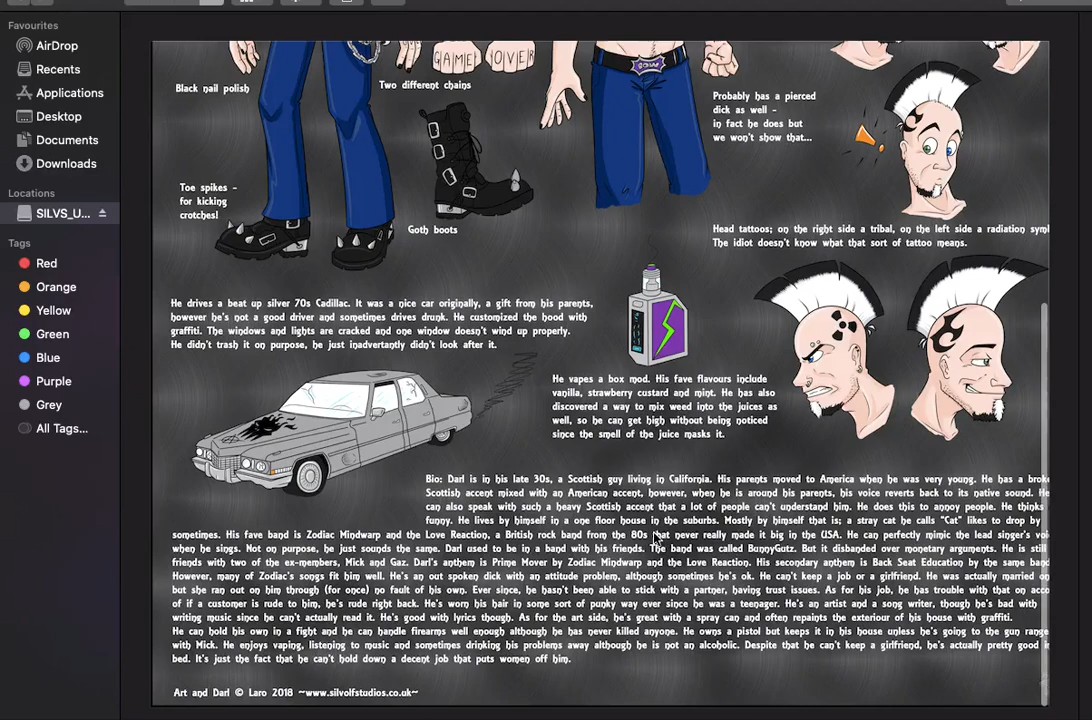 Favourites
AirDrop
Recents
Applications
Desktop
Documents
Downloads
Locations
SILVS_U...
Tags
Red
Orange
Yellow
Green
Blue
Purple
Grey
All Tags...
GAME OVER
Black nail polish
Two different chains
Probably has a pierced
dick as well -
in fact he does but
we won't show that...
Toe spikes -
for kicking
crotches!
Goth boots
Head tattoos; on the right side a tribal, on the left side a radiation symb
The idiot doesn't know what that sort of tattoo means.
He drives a beat up silver 70s Cadillac. It was a nice car originally, a gift from his parents,
however he's not a good driver and sometimes drives drunk. He customized the hood with
graffiti. The windows and lights are cracked and one window doesn't wind up properly.
He didn't trash it on purpose, he just inadvertantly didn't look after it.
He vapes a box mod. His fave flavours include
vanilla, strawberry custard and mint. He has also
discovered a way to mix weed into the juices as
well, so he can get high without being noticed
since the smell of the juice masks it.
Bio: Darl is in his late 30s, a Scottish guy living in California. His parents moved to America when he was very young. He has a broke
Scottish accent mixed with an American accent, however, when he is around his parents, his voice reverts back to its native sound. He
can also speak with such a heavy Scottish accent that a lot of people can't understand him. He does this to annoy people. He thinks
funny. He lives by himself in a one floor house in the suburbs. Mostly by himself that is; a stray cat he calls "Cat" likes to drop by
sometimes. His fave band is Zodiac Mindwarp and the Love Reaction, a British rock band from the 80s that never really made it big in the USA. He can perfectly mimic the lead singer's voi
when he sings. Not on purpose, he just sounds the same. Darl used to be in a band with his friends. The band was called BunnyGutz. But it disbanded over monetary arguments. He is still
friends with two of the ex-members, Mick and Gaz. Darl's anthem is Prime Mover by Zodiac Mindwarp and the Love Reaction. His secondary anthem is Back Seat Education by the same band
However, many of Zodiac's songs fit him well. He's an out spoken dick with an attitude problem, although sometimes he's ok. He can't keep a job or a girlfriend. He was actually married on
but she ran out on him through (for once) no fault of his own. Ever since, he hasn't been able to stick with a partner, having trust issues. As for his job, he has trouble with that on acco
of if a customer is rude to him, he's rude right back. He's worn his hair in some sort of punky way ever since he was a teenager. He's an artist and a song writer, though he's bad with
writing music since he can't actually read it. He's good with lyrics though. As for the art side, he's great with a spray can and often repaints the exteriour of his house with graffiti.
He can hold his own in a fight and he can handle firearms well enough although he has never killed anyone. He owns a pistol but keeps it in his house unless he's going to the gun range
with Mick. He enjoys vaping, listening to music and sometimes drinking his problems away although he is not an alcoholic. Despite that he can't keep a girlfriend, he's actually pretty good i
bed. It's just the fact that he can't hold down a decent job that puts women off him.
Art and Darl © Laro 2018 ~www.silvolfstudios.co.uk~